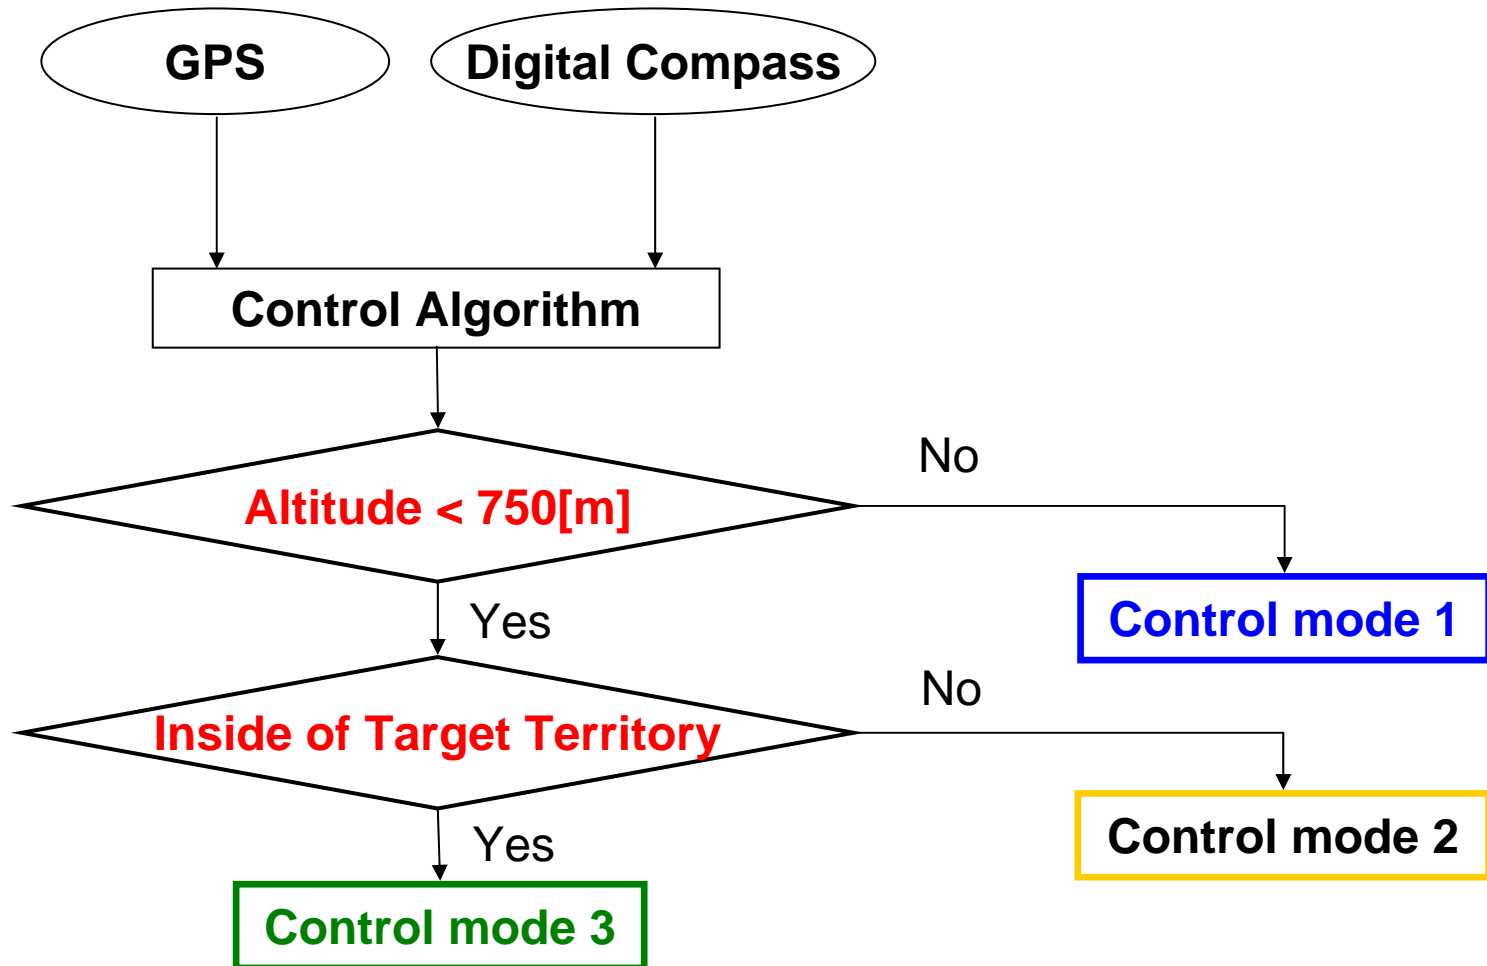 GPS
Digital Compass
Control Algorithm
Altitude < 750[m]
No
Control mode 1
Yes
Inside of Target Territory
No
Control mode 2
Yes
Control mode 3